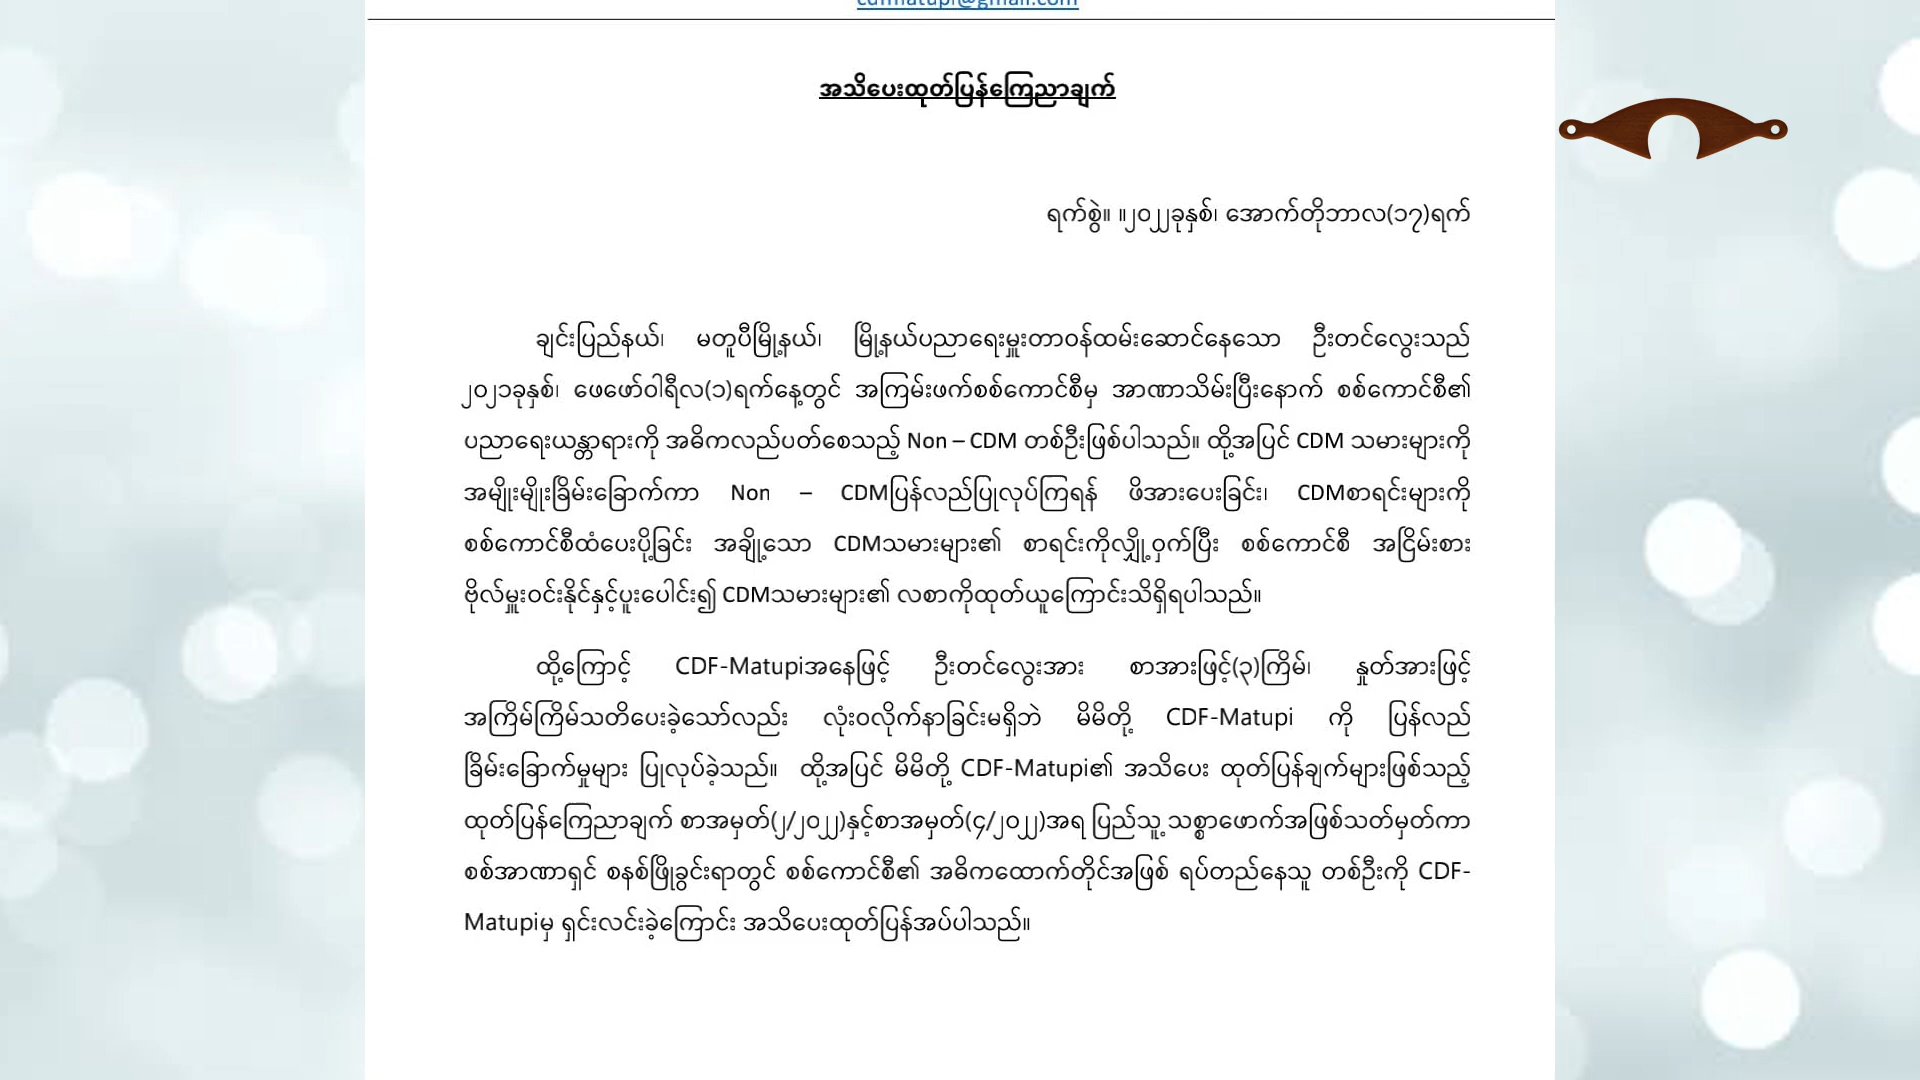 cdfmatupi@gmail.com
အသိပေးထုတ်ပြန်ကြေညာချက်
ရက်စွဲ။ ။၂၀၂၂ခုနှစ်၊ အောက်တိုဘာလ(၁၇)ရက်
ချင်းပြည်နယ်၊ မတူပီမြို့နယ်၊ မြို့နယ်ပညာရေးမှူးတာဝန်ထမ်းဆောင်နေသော ဦးတင်လွေးသည်
၂၀၂၁ခုနှစ်၊ ဖေဖော်ဝါရီလ(၁)ရက်နေ့တွင် အကြမ်းဖက်စစ်ကောင်စီမှ အာဏာသိမ်းပြီးနောက် စစ်ကောင်စီ၏
ပညာရေးယန္တာရားကို အဓိကလည်ပတ်စေသည့် Non – CDM တစ်ဦးဖြစ်ပါသည်။ ထို့အပြင် CDM သမားများကို
အမျိုးမျိုးခြိမ်းခြောက်ကာ Non – CDMပြန်လည်ပြုလုပ်ကြရန် ဖိအားပေးခြင်း၊ CDMစာရင်းများကို
စစ်ကောင်စီထံပေးပို့ခြင်း အချို့သော CDMသမားများ၏ စာရင်းကိုလျှို့ဝှက်ပြီး စစ်ကောင်စီ အငြိမ်းစား
ဗိုလ်မှူးဝင်းနိုင်နှင့်ပူးပေါင်း၍ CDMသမားများ၏ လစာကိုထုတ်ယူကြောင်းသိရှိရပါသည်။
ထို့ကြောင့် CDF-Matupiအနေဖြင့် ဦးတင်လွေးအား စာအားဖြင့်(၃)ကြိမ်၊ နှုတ်အားဖြင့်
အကြိမ်ကြိမ်သတိပေးခဲ့သော်လည်း လုံးဝလိုက်နာခြင်းမရှိဘဲ မိမိတို့ CDF-Matupi ကို ပြန်လည်
ခြိမ်းခြောက်မှုများ ပြုလုပ်ခဲ့သည်။ ထို့အပြင် မိမိတို့ CDF-Matupi၏ အသိပေး ထုတ်ပြန်ချက်များဖြစ်သည့်
ထုတ်ပြန်ကြေညာချက် စာအမှတ်(၂/၂၀၂၂)နှင့်စာအမှတ်(၄/၂၀၂၂)အရ ပြည်သူ့ သစ္စာဖောက်အဖြစ်သတ်မှတ်ကာ
စစ်အာဏာရှင် စနစ်ဖြိုခွင်းရာတွင် စစ်ကောင်စီ၏ အဓိကထောက်တိုင်အဖြစ် ရပ်တည်နေသူ တစ်ဦးကို CDF-
Matupiမှ ရှင်းလင်းခဲ့ကြောင်း အသိပေးထုတ်ပြန်အပ်ပါသည်။